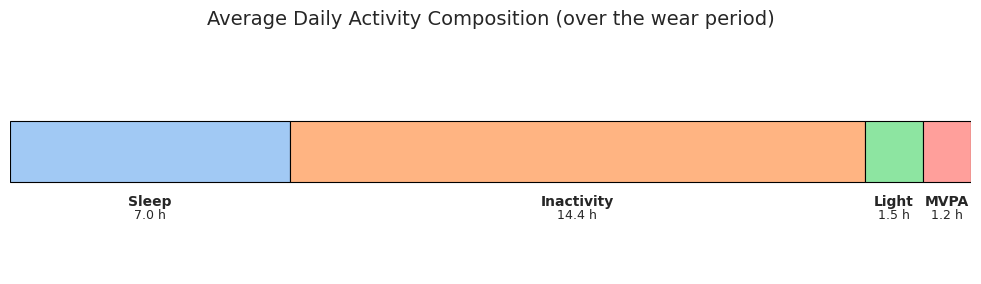 Average Daily Activity Composition (over the wear period)
Sleep
7.0 h
Inactivity
14.4 h
Light
1.5 h
MVPA
1.2 h